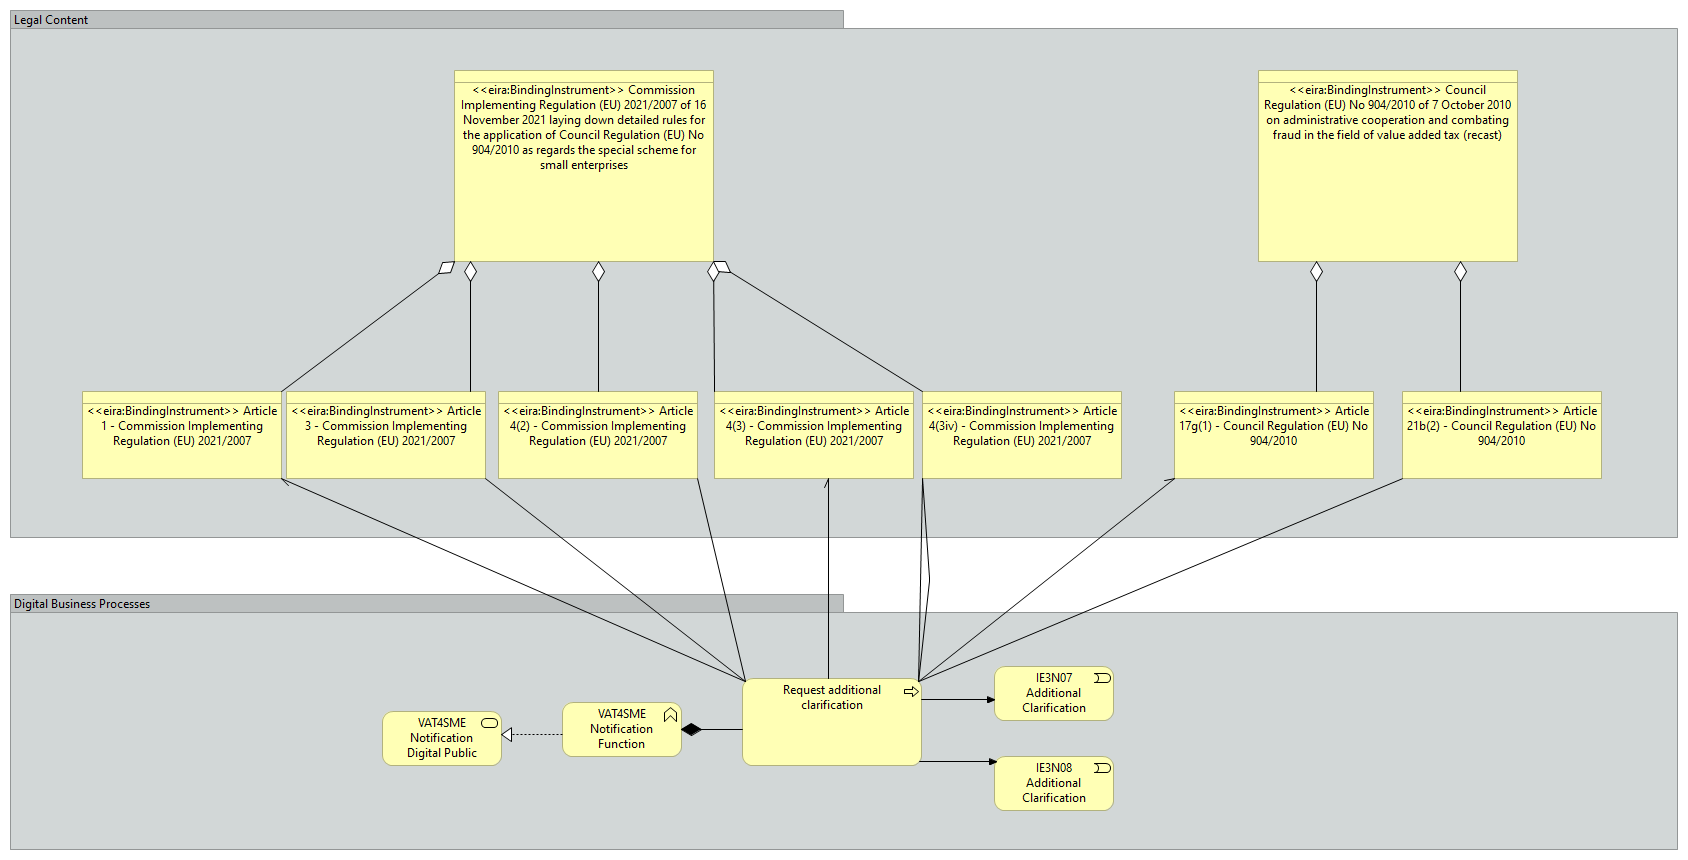 Legal Content
<<eira:BindingInstrument>> Commission
Implementing Regulation (EU) 2021/2007 of 16
November 2021 laying down detailed rules for
the application of Council Regulation (EU) No
904/2010 as regards the special scheme for
small enterprises
<<eira:BindingInstrument>> Council
Regulation (EU) No 904/2010 of 7 October 2010
on administrative cooperation and combating
fraud in the field of value added tax (recast)
<<eira:BindingInstrument>> Article
1 - Commission Implementing
Regulation (EU) 2021/2007
<<eira:BindingInstrument>> Article
3 - Commission Implementing
Regulation (EU) 2021/2007
<<eira:BindingInstrument>> Article
4(2) - Commission Implementing
Regulation (EU) 2021/2007
<<eira:BindingInstrument>> Article
4(3) - Commission Implementing
Regulation (EU) 2021/2007
<<eira:BindingInstrument>> Article
4(3iv) - Commission Implementing
Regulation (EU) 2021/2007
<<eira:BindingInstrument>> Article
17g(1) - Council Regulation (EU) No
904/2010
<<eira:BindingInstrument>> Article
21b(2) - Council Regulation (EU) No
904/2010
Digital Business Processes
VAT4SME
Notification
Digital Public
VAT4SME
Notification
Function
Request additional
clarification
IE3N07
Additional
Clarification
IE3N08
Additional
Clarification